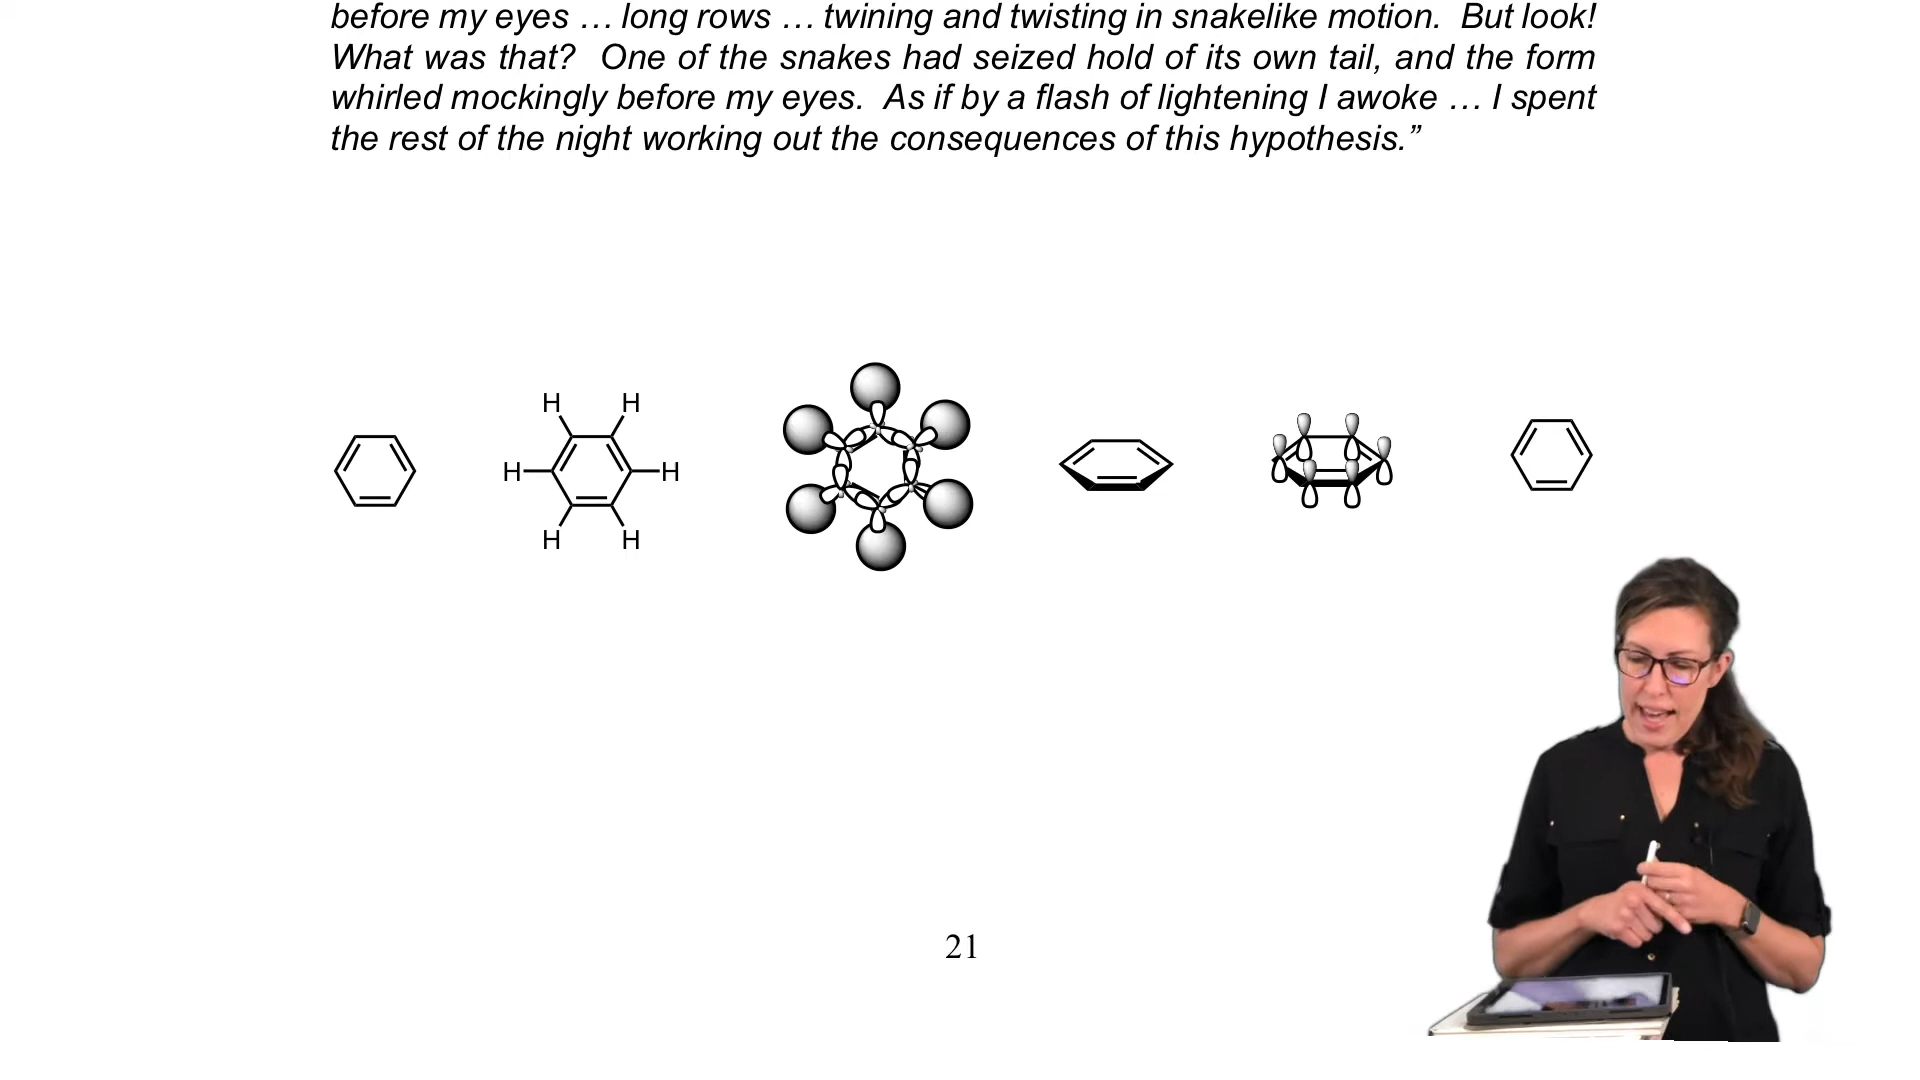 before my eyes … long rows … twining and twisting in snakelike motion. But look!
What was that? One of the snakes had seized hold of its own tail, and the form
whirled mockingly before my eyes. As if by a flash of lightening I awoke … I spent
the rest of the night working out the consequences of this hypothesis.”
H H
H H
H H
21